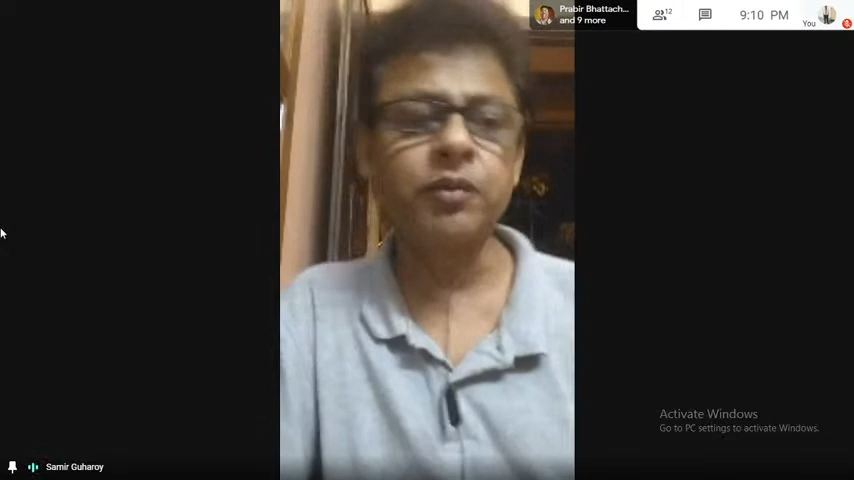 Prabir Bhattach...
and 9 more
12
9:10 PM
You
Activate Windows
Go to PC settings to activate Windows.
Samir Guharoy